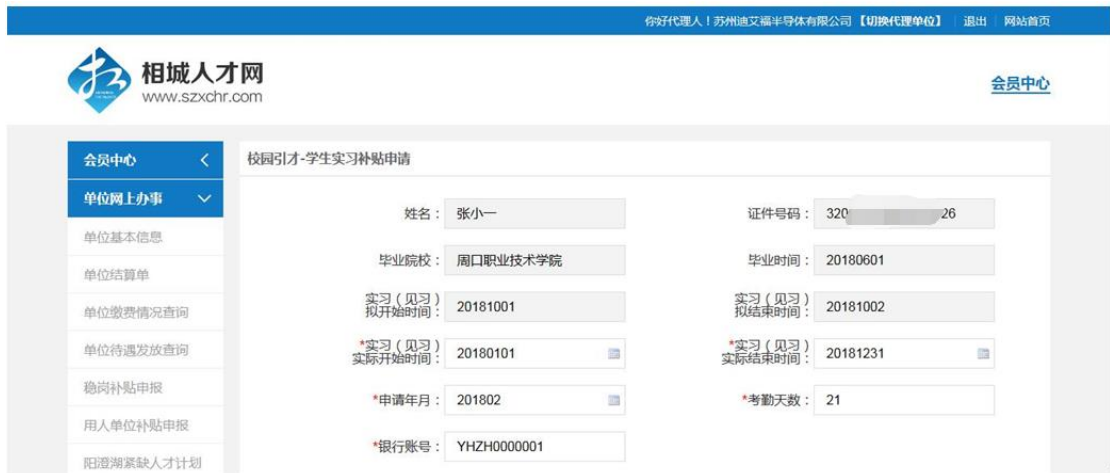 你好代理人！苏州迪艾福半导体有限公司【切换代理单位】 退出 网站首页
相城人才网
www.szxchr.com
会员中心
会员中心
单位网上办事
单位基本信息
单位结算单
单位缴费情况查询
单位待遇发放查询
稳岗补贴申报
用人单位补贴申报
阳澄湖紧缺人才计划
校园引才-学生实习补贴申请
姓名： 张小一 证件号码： 320 26
毕业院校： 周口职业技术学院 毕业时间： 20180601
实习（见习）
拟开始时间： 20181001
实习（见习）
拟结束时间： 20181002
*实习（见习）
实际开始时间： 20180101
*实习（见习）
实际结束时间： 20181231
*申请年月： 201802 *考勤天数： 21
*银行账号： YHZH0000001